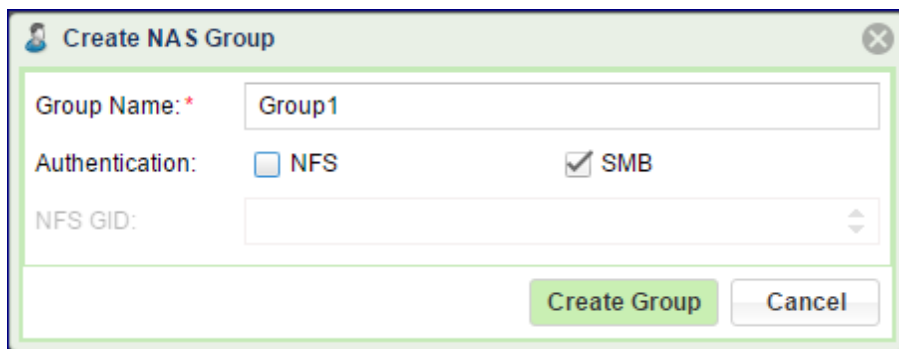 Create NAS Group
Group Name:* Group1
Authentication: NFS SMB
NFS GID:
Create Group Cancel